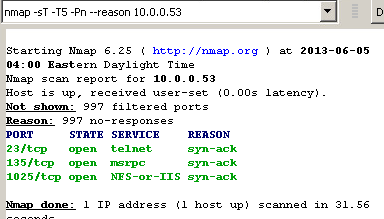 nmap -sT -T5 -Pn --reason 10.0.0.53
D
Starting Nmap 6.25 ( http://nmap.org ) at 2013-06-05
04:00 Eastern Daylight Time
Nmap scan report for 10.0.0.53
Host is up, received user-set (0.00s latency).
Not shown: 997 filtered ports
Reason: 997 no-responses
PORT STATE SERVICE REASON
23/tcp open telnet syn-ack
135/tcp open msrpc syn-ack
1025/tcp open NFS-or-IIS syn-ack
Nmap done: 1 IP address (1 host up) scanned in 31.56
seconds